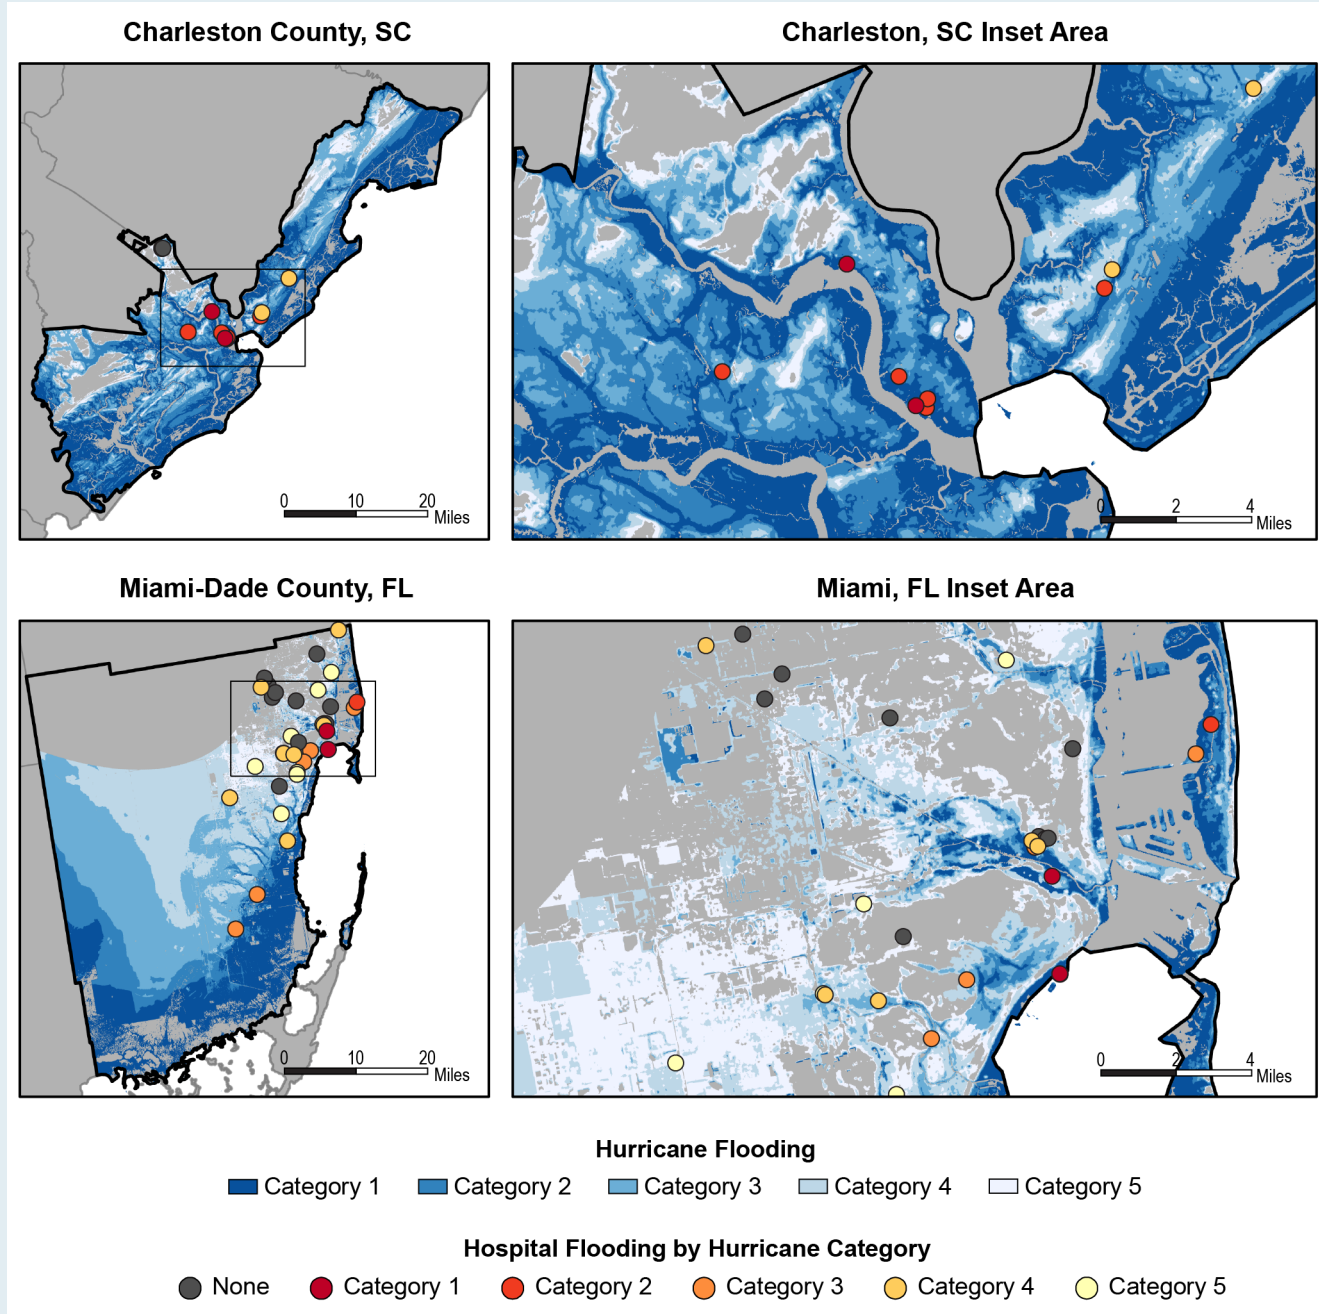 Charleston County, SC
Charleston, SC Inset Area
0 10 20
Miles
0 2 4
Miles
Miami-Dade County, FL
Miami, FL Inset Area
0 10 20
Miles
0 2 4
Miles
Hurricane Flooding
Category 1 Category 2 Category 3 Category 4 Category 5
Hospital Flooding by Hurricane Category
None Category 1 Category 2 Category 3 Category 4 Category 5